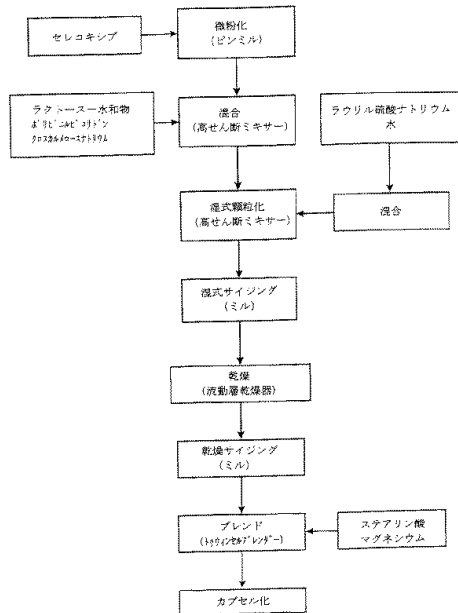 セレコキシブ
微粉化
(ピンミル)
ラクトース一水和物
ポリビニルピロリドン
クロスカルメロースナトリウム
混合
(高せん断ミキサー)
ラウリル硫酸ナトリウム
水
湿式顆粒化
(高せん断ミキサー)
混合
湿式サイジング
(ミル)
乾燥
(流動層乾燥器)
乾燥サイジング
(ミル)
ブレンド
(トゥウィンセルブレンダー)
ステアリン酸
マグネシウム
カプセル化